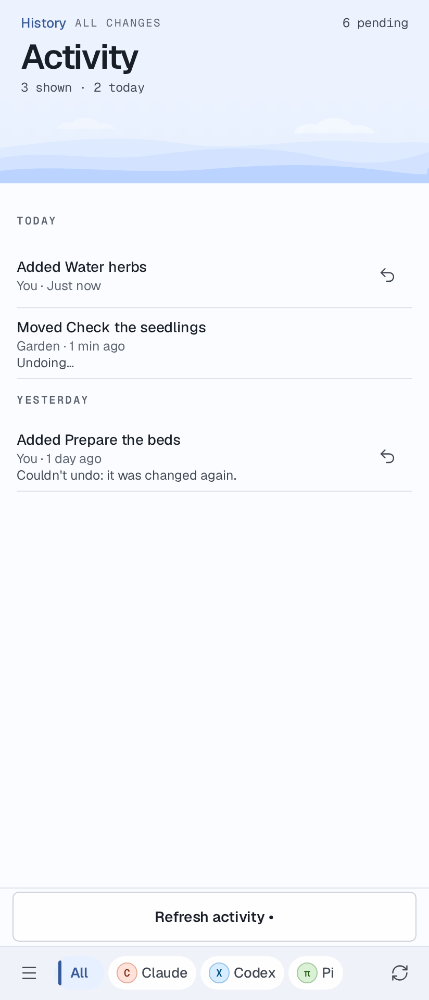 History ALL CHANGES 6 pending
Activity
3 shown · 2 today
TODAY
Added Water herbs
You · Just now
Moved Check the seedlings
Garden · 1 min ago
Undoing…
YESTERDAY
Added Prepare the beds
You · 1 day ago
Couldn't undo: it was changed again.
Refresh activity •
All C Claude X Codex π Pi